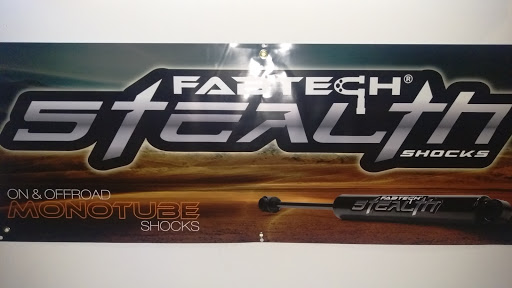 FABTECH®
STEALTH
SHOCKS
ON & OFFROAD
MONOTUBE
SHOCKS
FABTECH
STEALTH